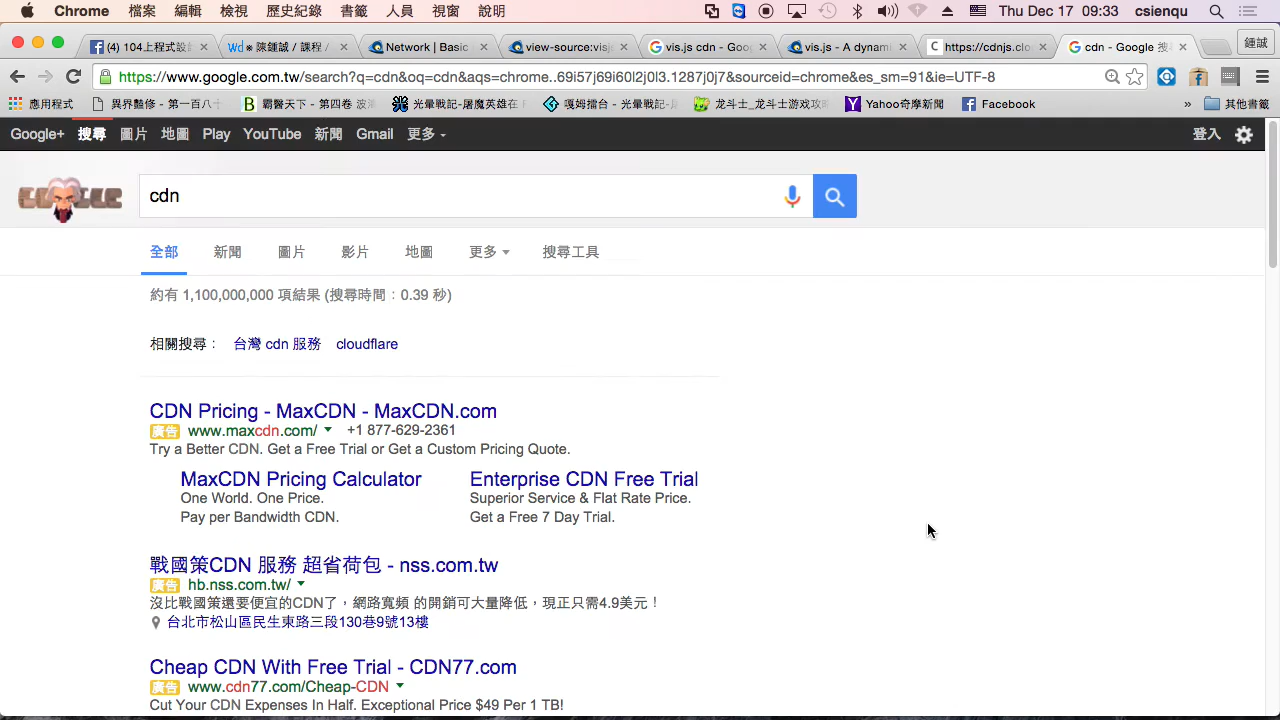 Chrome 檔案 編輯 檢視 歷史紀錄 書籤 人員 視窗 說明 Thu Dec 17 09:33 csienqu
(4) 104上程式設計 陳鍾誠 / 課程 / Network | Basic view-source:visj vis.js cdn - Goo vis.js - A dynam https://cdnjs.clo cdn - Google 搜尋 鍾誠
https://www.google.com.tw/search?q=cdn&oq=cdn&aqs=chrome..69i57j69i60l2j0l3.1287j0j7&sourceid=chrome&es_sm=91&ie=UTF-8
應用程式 異界醫修 - 第一百八十 霸醫天下 - 第四卷 光暈戰記-屠魔英雄在 嘎姆擂台 - 光暈戰記- 龙斗士_龙斗士游戏攻略 Yahoo奇摩新聞 Facebook » 其他書籤
Google+ 搜尋 圖片 地圖 Play YouTube 新聞 Gmail 更多 登入
cdn
全部 新聞 圖片 影片 地圖 更多 搜尋工具
約有 1,100,000,000 項結果 (搜尋時間：0.39 秒)
相關搜尋： 台灣 cdn 服務 cloudflare
CDN Pricing - MaxCDN - MaxCDN.com
廣告 www.maxcdn.com/ +1 877-629-2361
Try a Better CDN. Get a Free Trial or Get a Custom Pricing Quote.
MaxCDN Pricing Calculator Enterprise CDN Free Trial
One World. One Price. Superior Service & Flat Rate Price.
Pay per Bandwidth CDN. Get a Free 7 Day Trial.
戰國策CDN 服務 超省荷包 - nss.com.tw
廣告 hb.nss.com.tw/
沒比戰國策還要便宜的CDN了，網路寬頻 的開銷可大量降低，現正只需4.9美元！
台北市松山區民生東路三段130巷9號13樓
Cheap CDN With Free Trial - CDN77.com
廣告 www.cdn77.com/Cheap-CDN
Cut Your CDN Expenses In Half. Exceptional Price $49 Per 1 TB!